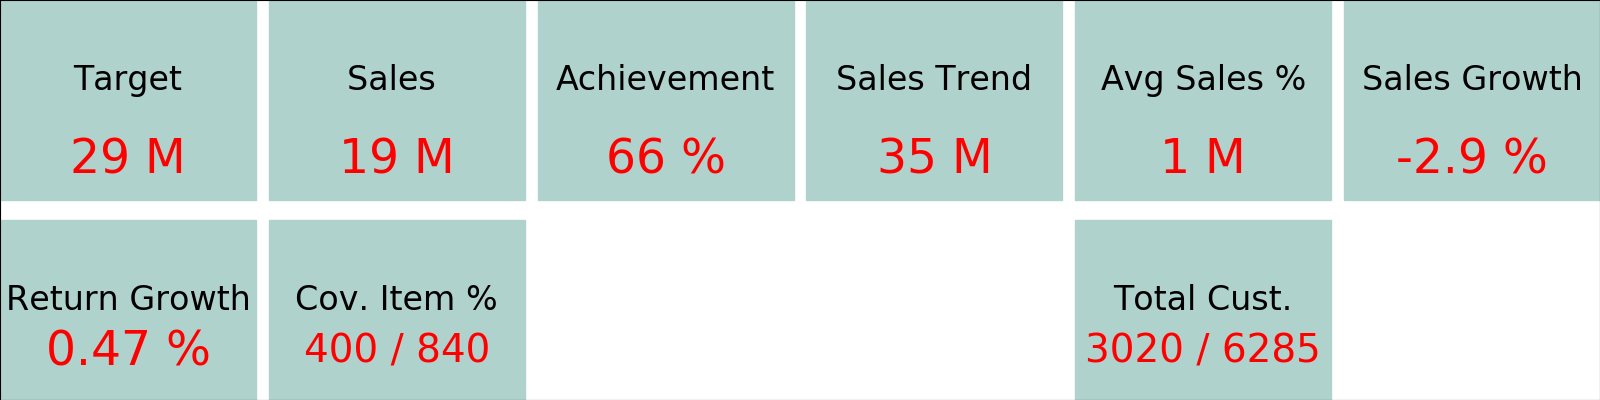 Target
29 M
Sales
19 M
Achievement
66 %
Sales Trend
35 M
Avg Sales %
1 M
Sales Growth
-2.9 %
Return Growth
0.47 %
Cov. Item %
400 / 840
Total Cust.
3020 / 6285